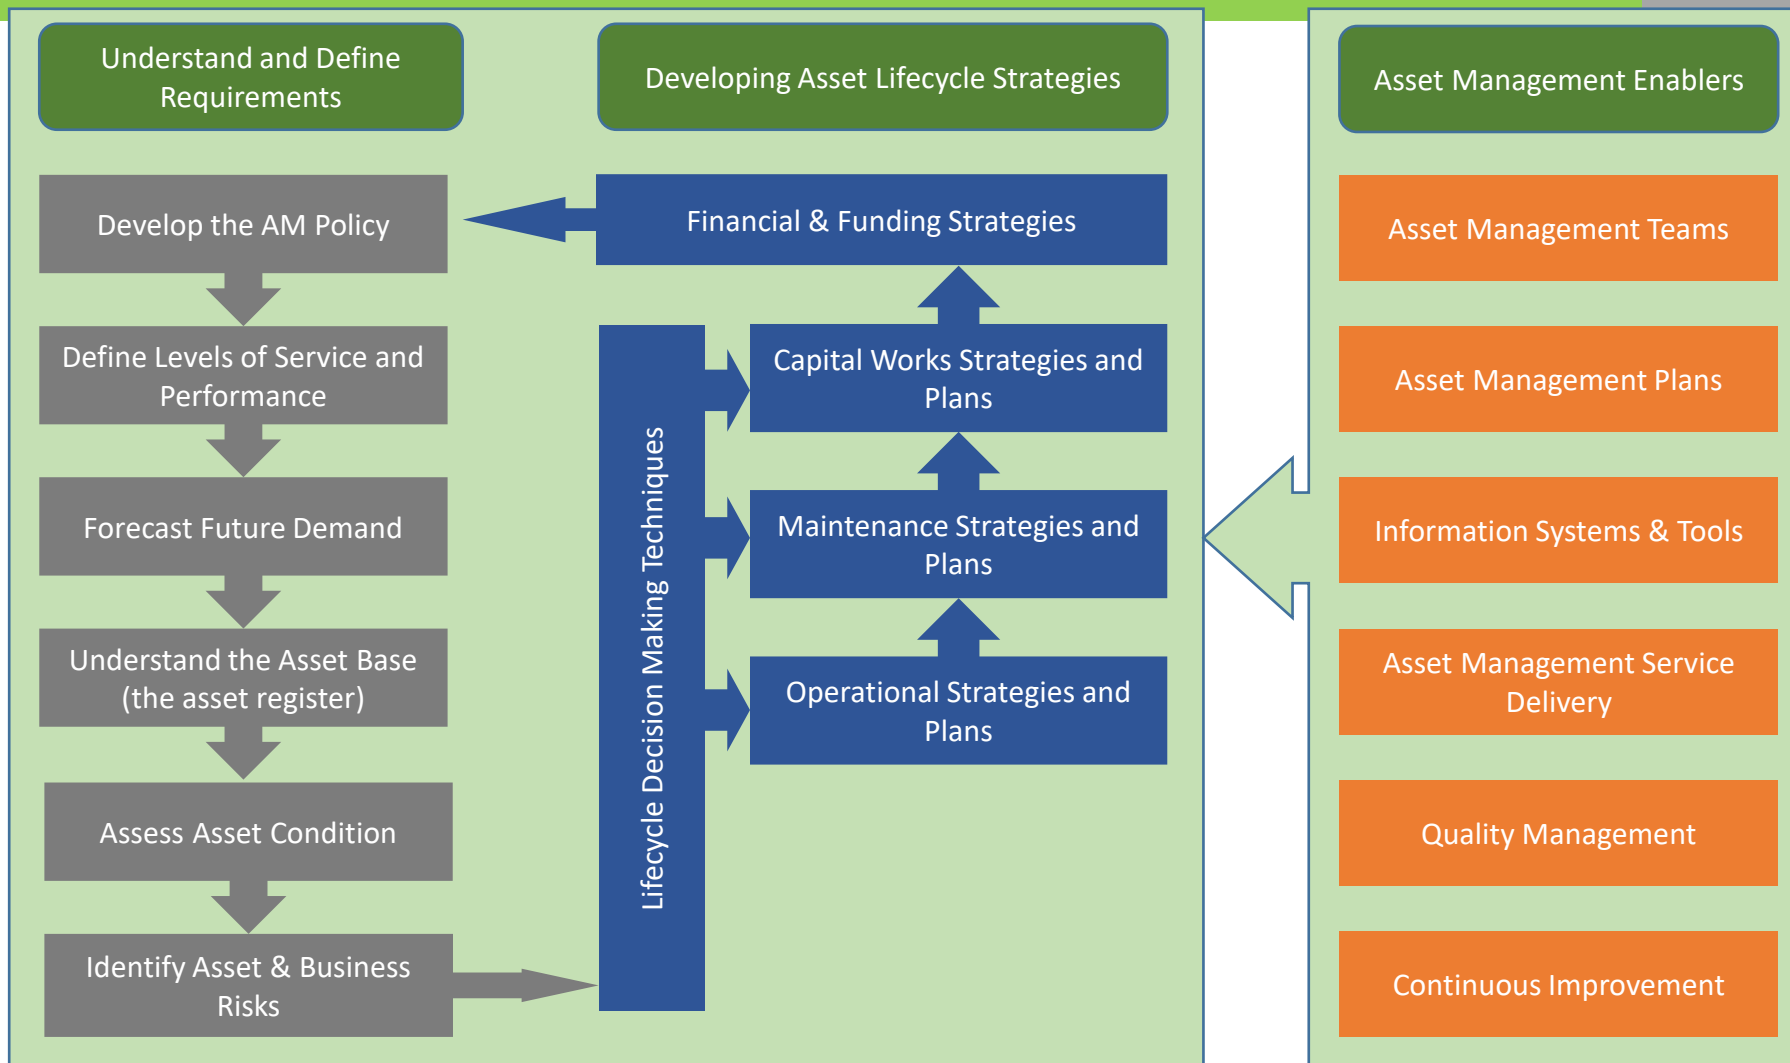 Understand and Define
Requirements
Developing Asset Lifecycle Strategies
Asset Management Enablers
Develop the AM Policy
Define Levels of Service and
Performance
Forecast Future Demand
Understand the Asset Base
(the asset register)
Assess Asset Condition
Identify Asset & Business
Risks
Lifecycle Decision Making Techniques
Financial & Funding Strategies
Capital Works Strategies and
Plans
Maintenance Strategies and
Plans
Operational Strategies and
Plans
Asset Management Teams
Asset Management Plans
Information Systems & Tools
Asset Management Service
Delivery
Quality Management
Continuous Improvement